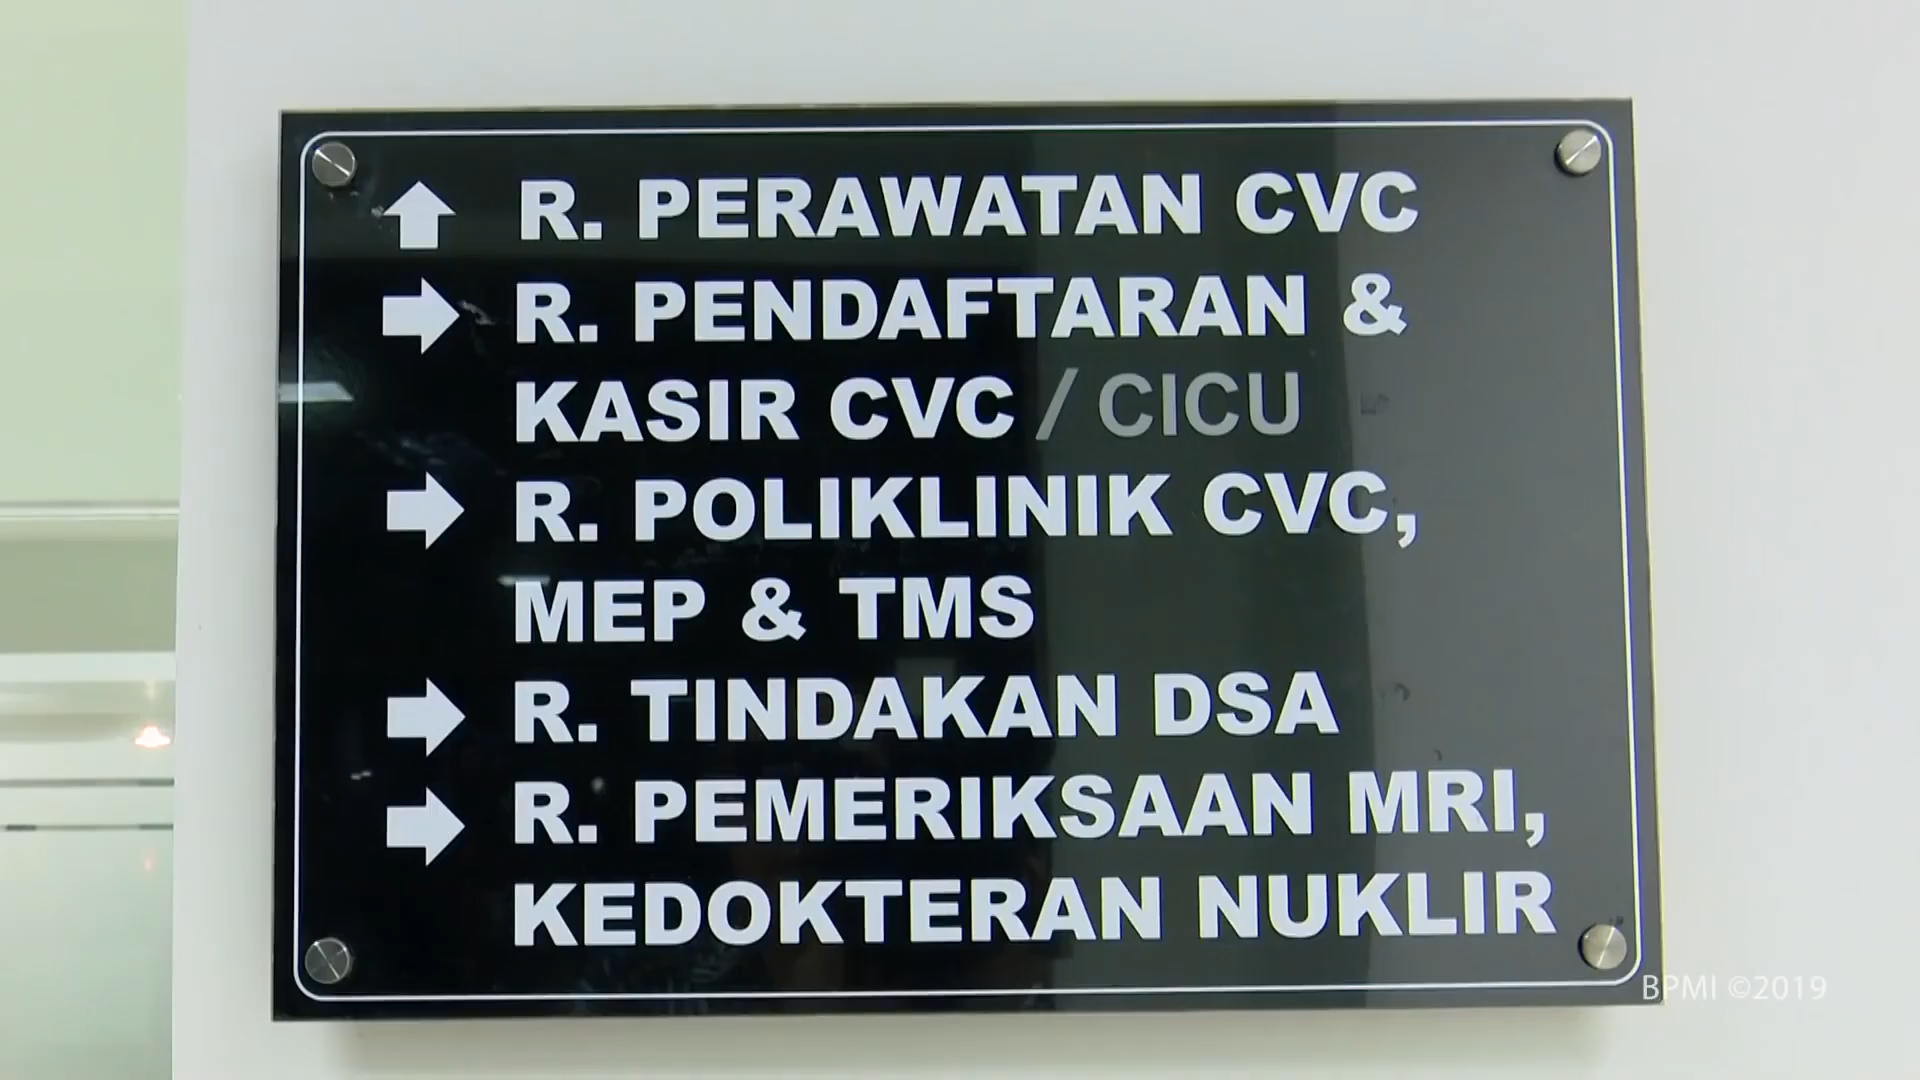 R. PERAWATAN CVC
R. PENDAFTARAN &
KASIR CVC / CICU
R. POLIKLINIK CVC,
MEP & TMS
R. TINDAKAN DSA
R. PEMERIKSAAN MRI,
KEDOKTERAN NUKLIR
BPMI ©2019